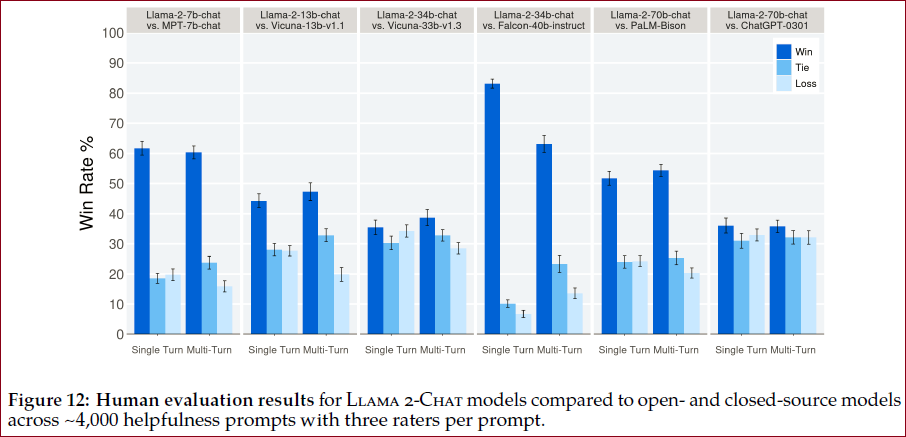 Llama-2-7b-chat Llama-2-13b-chat Llama-2-34b-chat Llama-2-34b-chat Llama-2-70b-chat Llama-2-70b-chat
vs. MPT-7b-chat vs. Vicuna-13b-v1.1 vs. Vicuna-33b-v1.3 vs. Falcon-40b-instruct vs. PaLM-Bison vs. ChatGPT-0301
100
90
80
70
60
50
40
30
20
10
0
Win Rate %
Win
Tie
Loss
Single Turn Multi-Turn Single Turn Multi-Turn Single Turn Multi-Turn Single Turn Multi-Turn Single Turn Multi-Turn Single Turn Multi-Turn
Figure 12: Human evaluation results for LLAMA 2-CHAT models compared to open- and closed-source models
across ~4,000 helpfulness prompts with three raters per prompt.